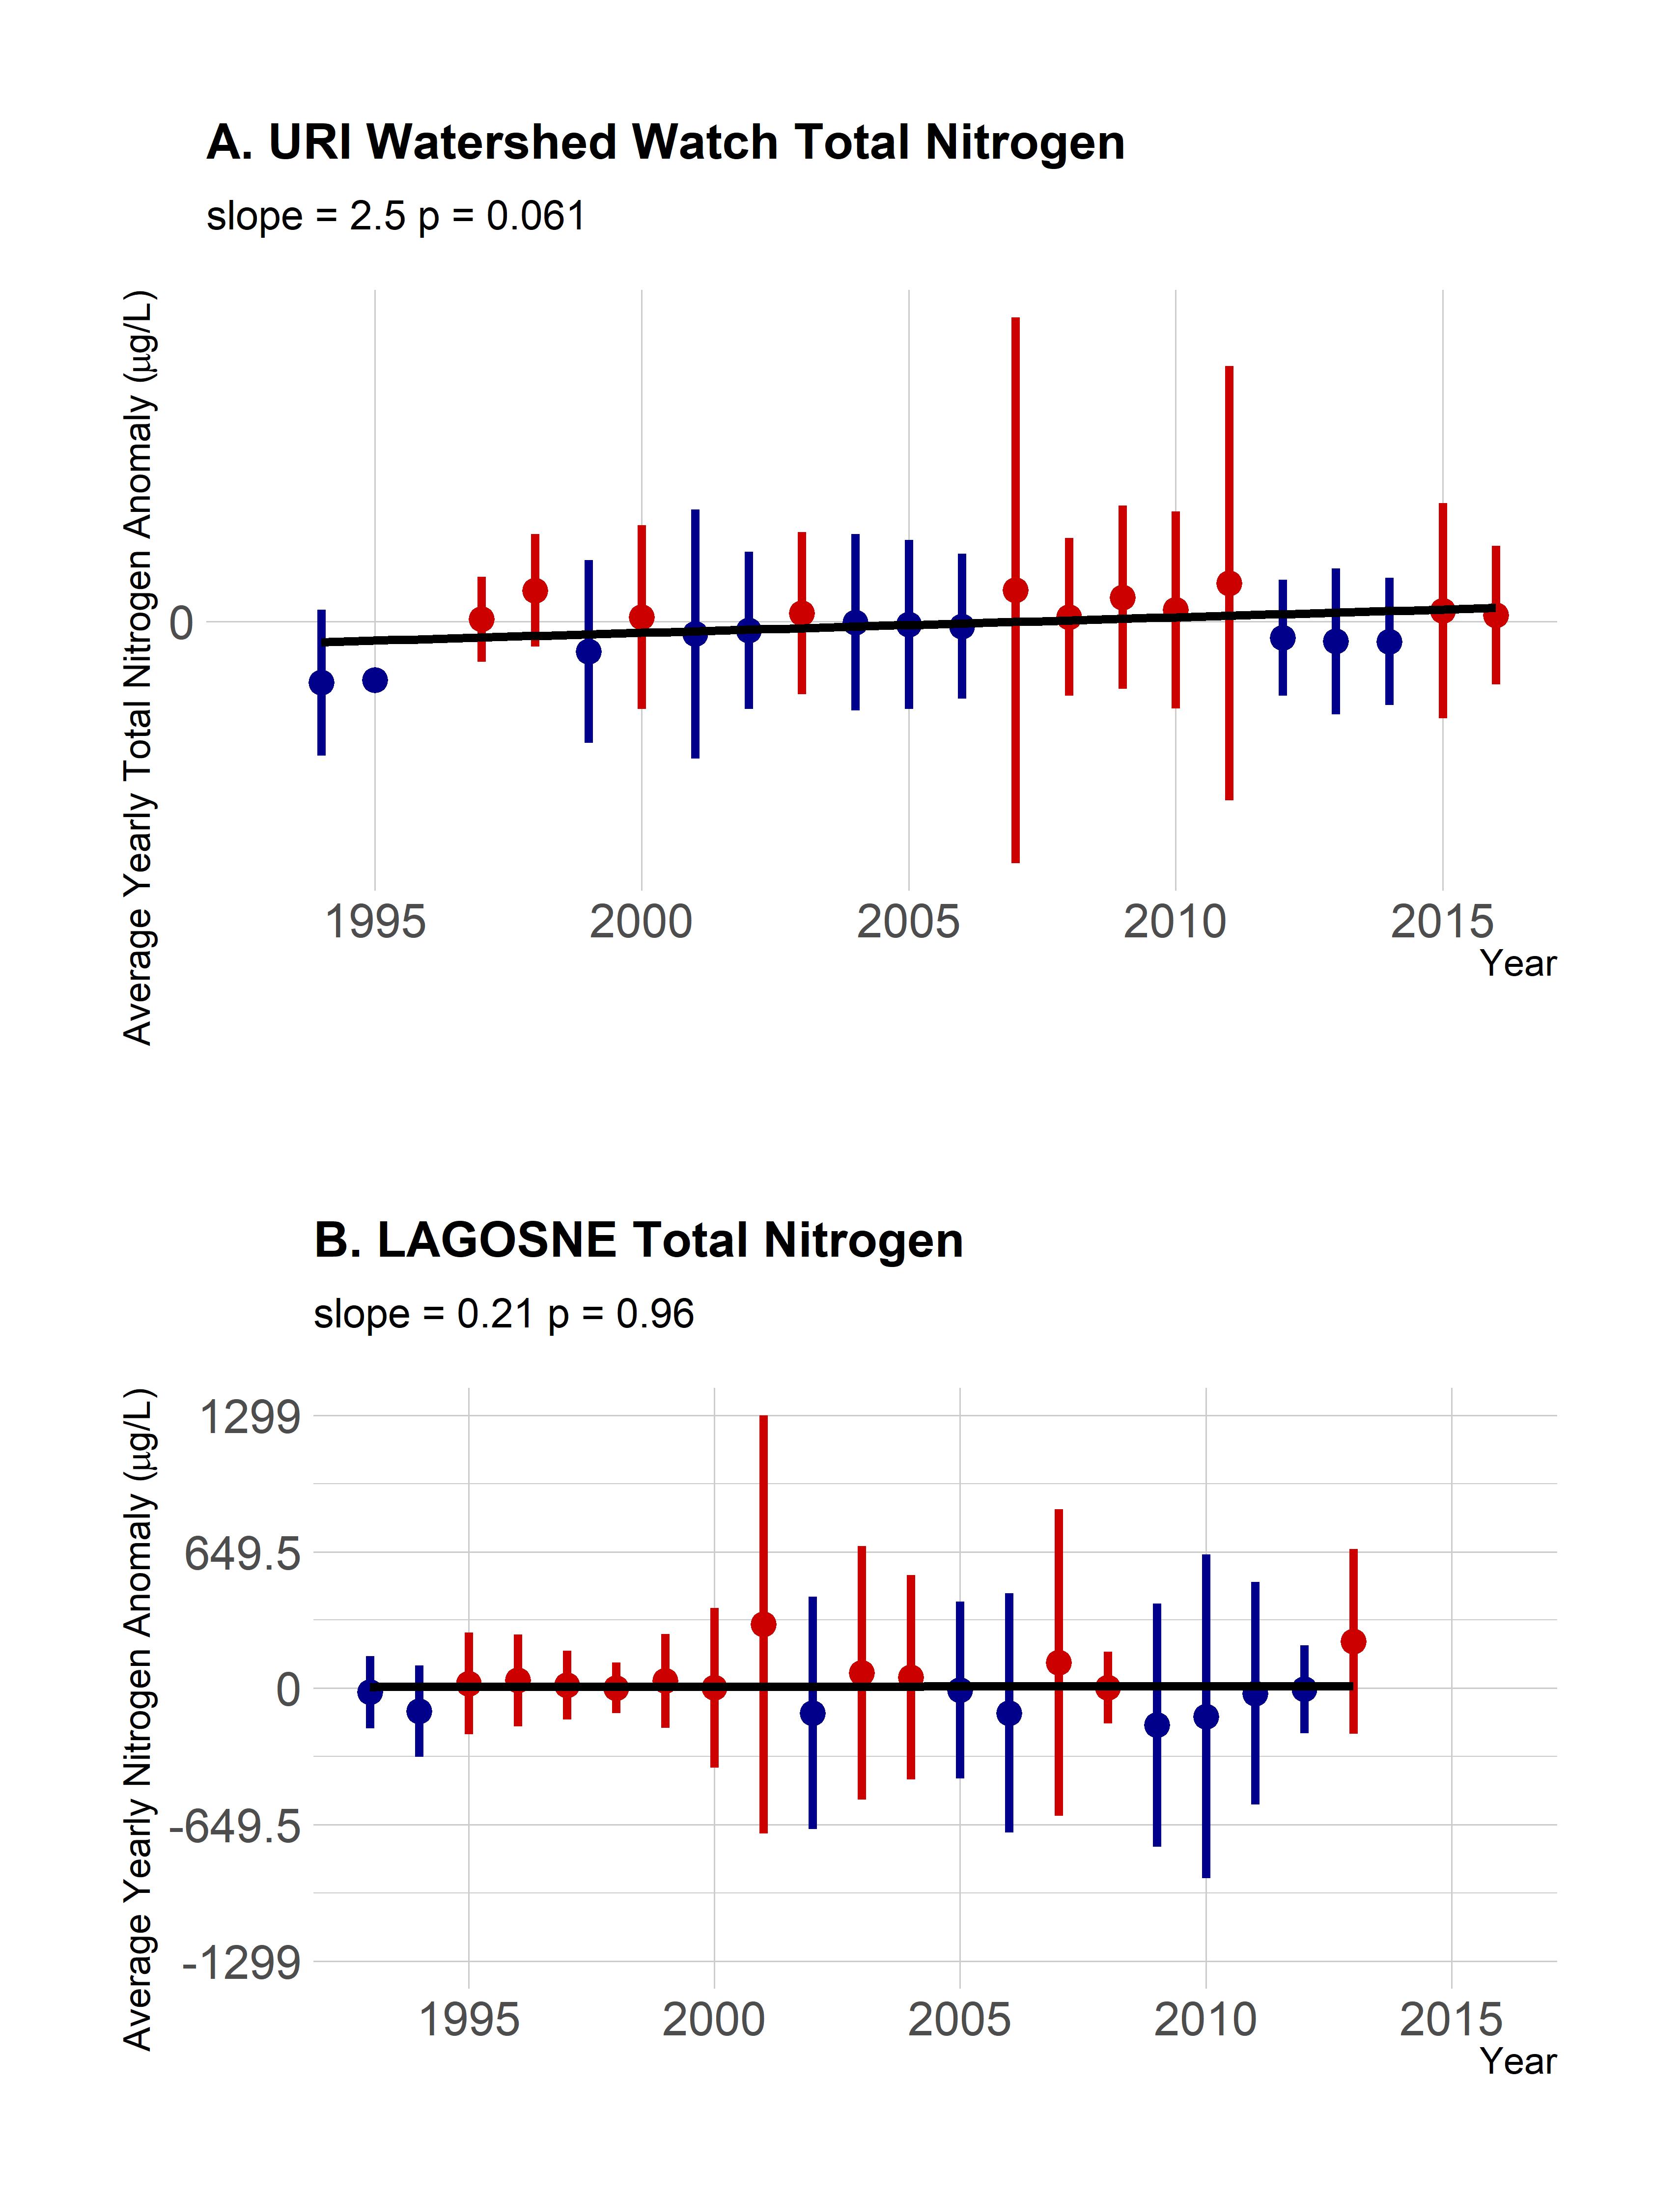 A. URI Watershed Watch Total Nitrogen
slope = 2.5 p = 0.061
Average Yearly Total Nitrogen Anomaly (μg/L)
0
1995 2000 2005 2010 2015
Year
B. LAGOSNE Total Nitrogen
slope = 0.21 p = 0.96
Average Yearly Nitrogen Anomaly (μg/L)
1299
649.5
0
-649.5
-1299
1995 2000 2005 2010 2015
Year